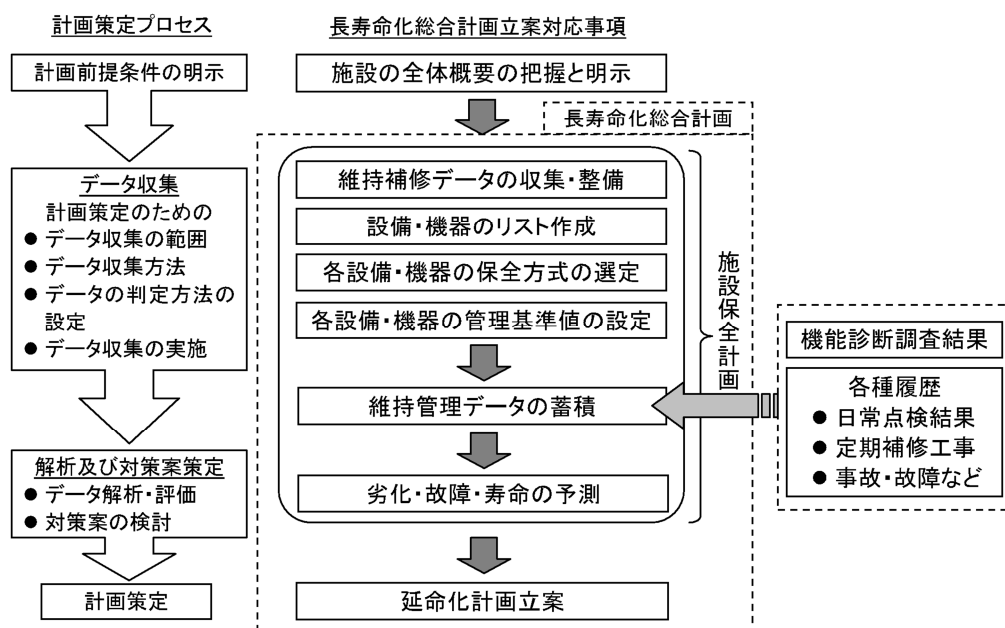 計画策定プロセス
計画前提条件の明示
データ収集
計画策定のための
● データ収集の範囲
● データ収集方法
● データの判定方法の
設定
● データ収集の実施
解析及び対策案策定
● データ解析・評価
● 対策案の検討
計画策定
長寿命化総合計画立案対応事項
施設の全体概要の把握と明示
長寿命化総合計画
維持補修データの収集・整備
設備・機器のリスト作成
各設備・機器の保全方式の選定
各設備・機器の管理基準値の設定
維持管理データの蓄積
劣化・故障・寿命の予測
延命化計画立案
施設保全計画
機能診断調査結果
各種履歴
● 日常点検結果
● 定期補修工事
● 事故・故障など